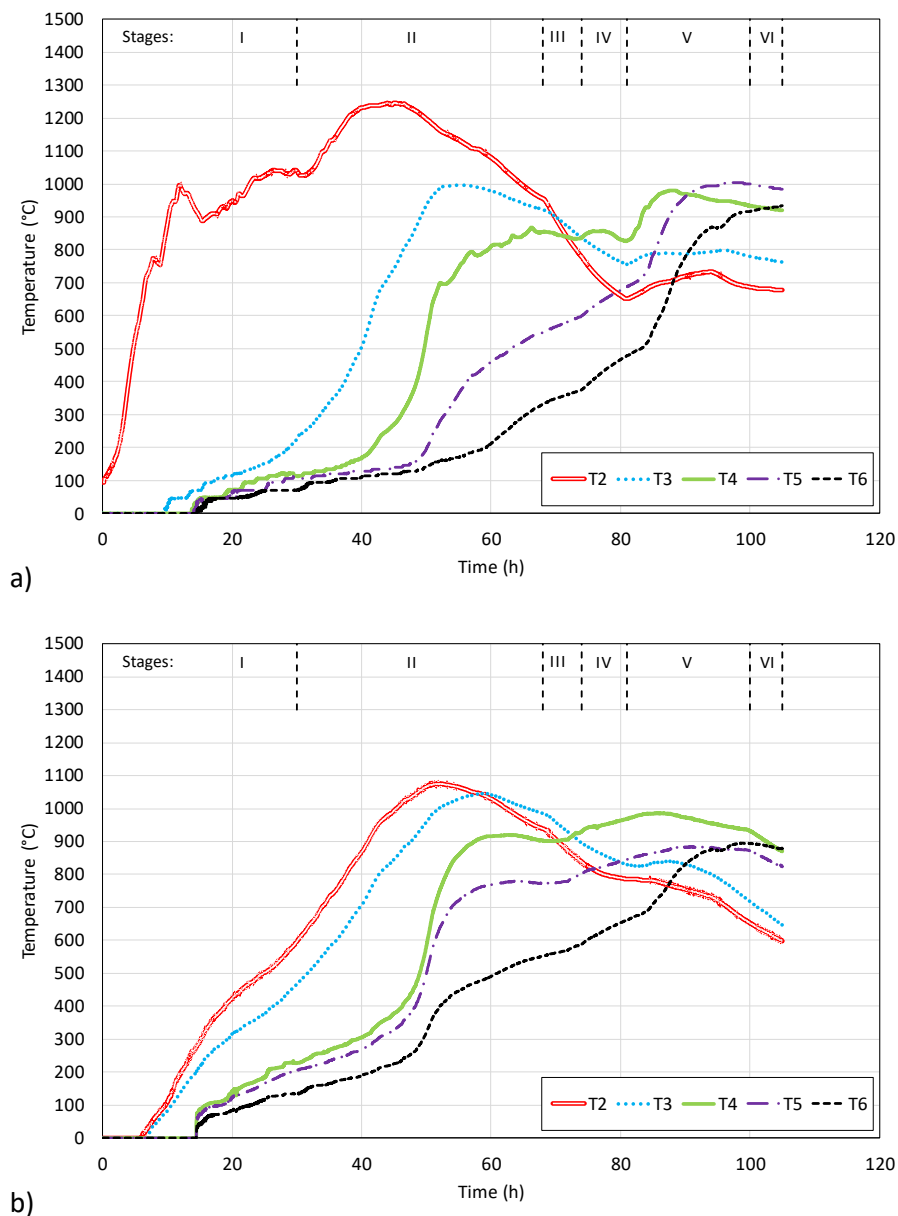 1500
1400
1300
1200
1100
1000
900
800
700
600
500
400
300
200
100
0
Temperature (°C)
Stages: I II III IV V VI
T2 T3 T4 T5 T6
0 20 40 60 80 100 120
Time (h)
a)
1500
1400
1300
1200
1100
1000
900
800
700
600
500
400
300
200
100
0
Temperature (°C)
Stages: I II III IV V VI
T2 T3 T4 T5 T6
0 20 40 60 80 100 120
Time (h)
b)